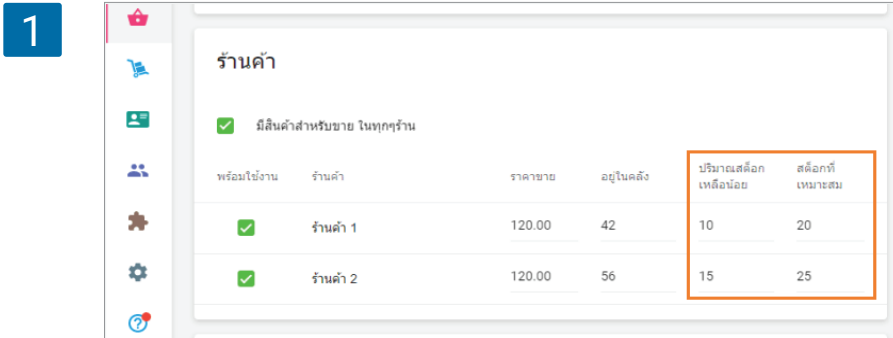 1
ร้านค้า
มีสินค้าสำหรับขาย ในทุกๆร้าน
พร้อมใช้งาน ร้านค้า ราคาขาย อยู่ในคลัง ปริมาณสต็อก สต็อกที่
เหลือน้อย เหมาะสม
ร้านค้า 1 120.00 42 10 20
ร้านค้า 2 120.00 56 15 25